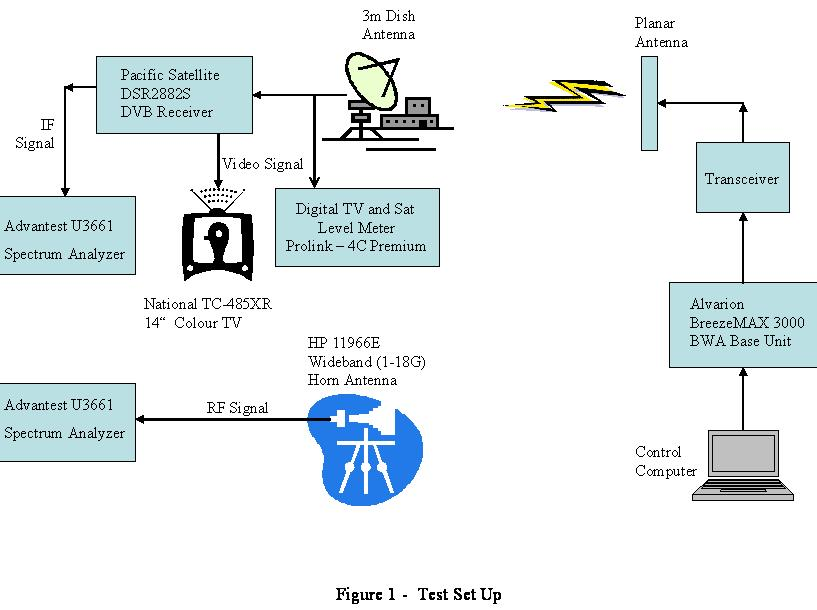 3m Dish
Antenna
Planar
Antenna
Pacific Satellite
DSR2882S
DVB Receiver
IF
Signal
Video Signal
Transceiver
Advantest U3661
Spectrum Analyzer
Digital TV and Sat
Level Meter
Prolink – 4C Premium
National TC-485XR
14“ Colour TV
Alvarion
BreezeMAX 3000
BWA Base Unit
HP 11966E
Wideband (1-18G)
Horn Antenna
Advantest U3661
Spectrum Analyzer
RF Signal
Control
Computer
Figure 1 - Test Set Up